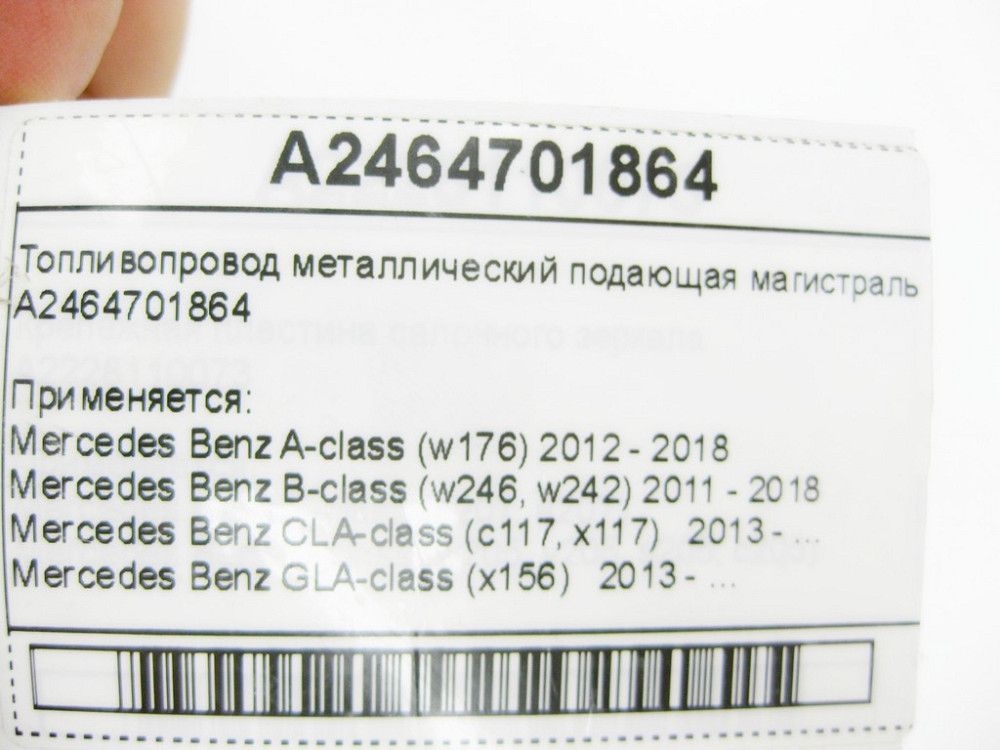 A2464701864
Топливопровод металлический подающая магистраль
A2464701864
Применяется:
Mercedes Benz A-class (w176) 2012 - 2018
Mercedes Benz B-class (w246, w242) 2011 - 2018
Mercedes Benz CLA-class (c117, x117) 2013 - ...
Mercedes Benz GLA-class (x156) 2013 - ...